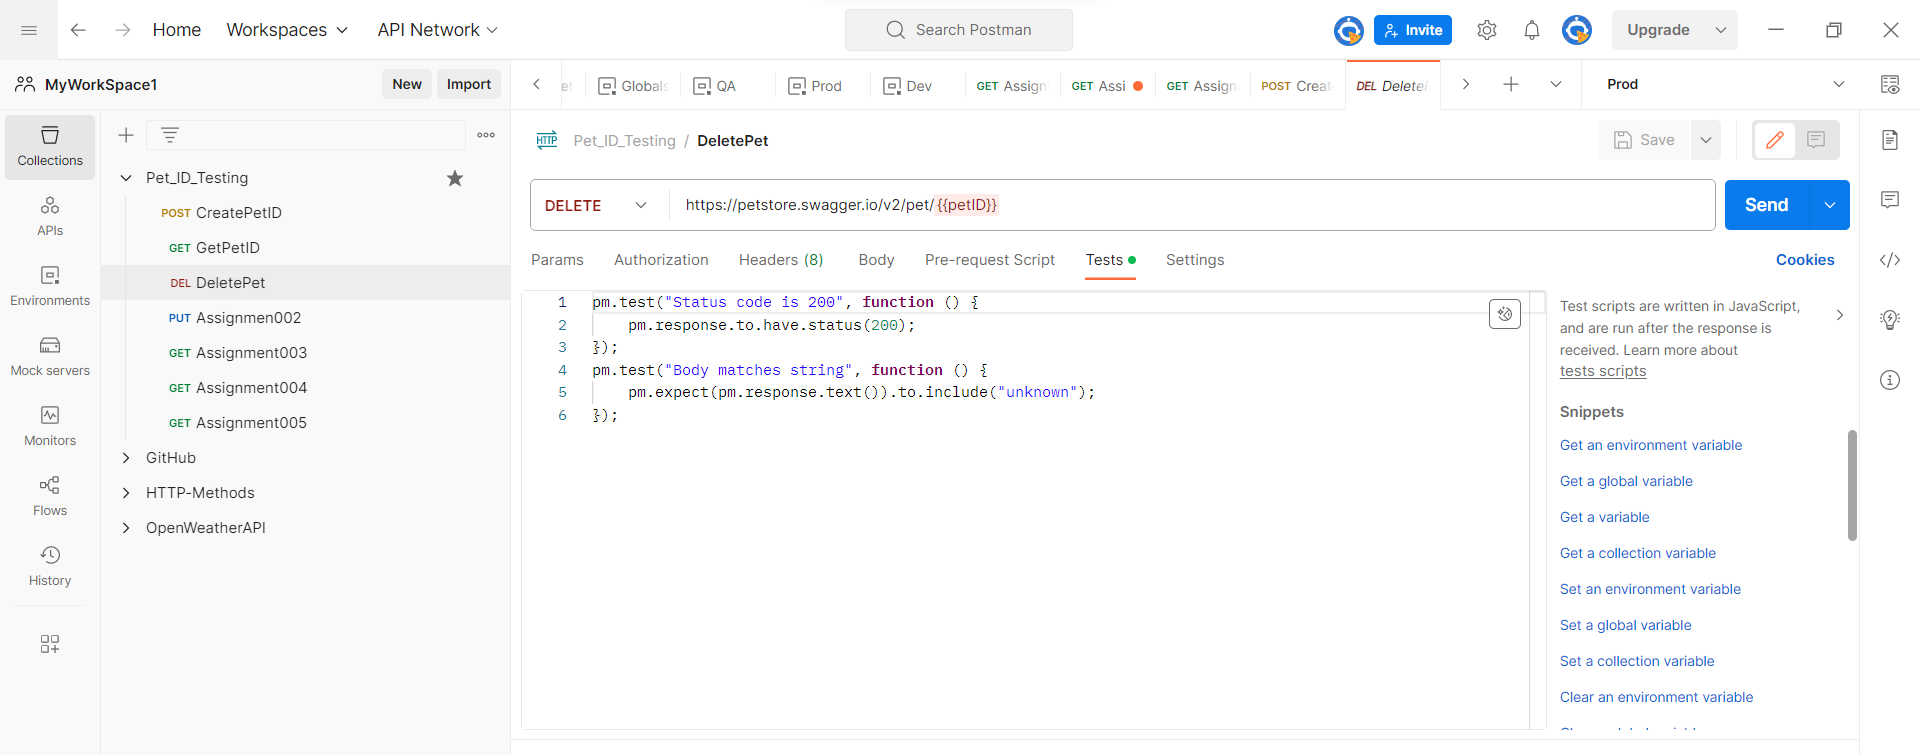 Home
Workspaces
API Network
Search Postman
Invite
Upgrade
MyWorkSpace1
New
Import
Globals
QA
Prod
Dev
GET Assign
GET Assi
GET Assign
POST Creat
DEL DeleteP
Prod
Collections
APIs
Environments
Mock servers
Monitors
Flows
History
Pet_ID_Testing
POST CreatePetID
GET GetPetID
DEL DeletePet
PUT Assignmen002
GET Assignment003
GET Assignment004
GET Assignment005
GitHub
HTTP-Methods
OpenWeatherAPI
HTTP Pet_ID_Testing / DeletePet
Save
DELETE
https://petstore.swagger.io/v2/pet/{{petID}}
Send
Params
Authorization
Headers (8)
Body
Pre-request Script
Tests
Settings
Cookies
1 pm.test("Status code is 200", function () {
2 pm.response.to.have.status(200);
3 });
4 pm.test("Body matches string", function () {
5 pm.expect(pm.response.text()).to.include("unknown");
6 });
Test scripts are written in JavaScript,
and are run after the response is
received. Learn more about
tests scripts
Snippets
Get an environment variable
Get a global variable
Get a variable
Get a collection variable
Set an environment variable
Set a global variable
Set a collection variable
Clear an environment variable